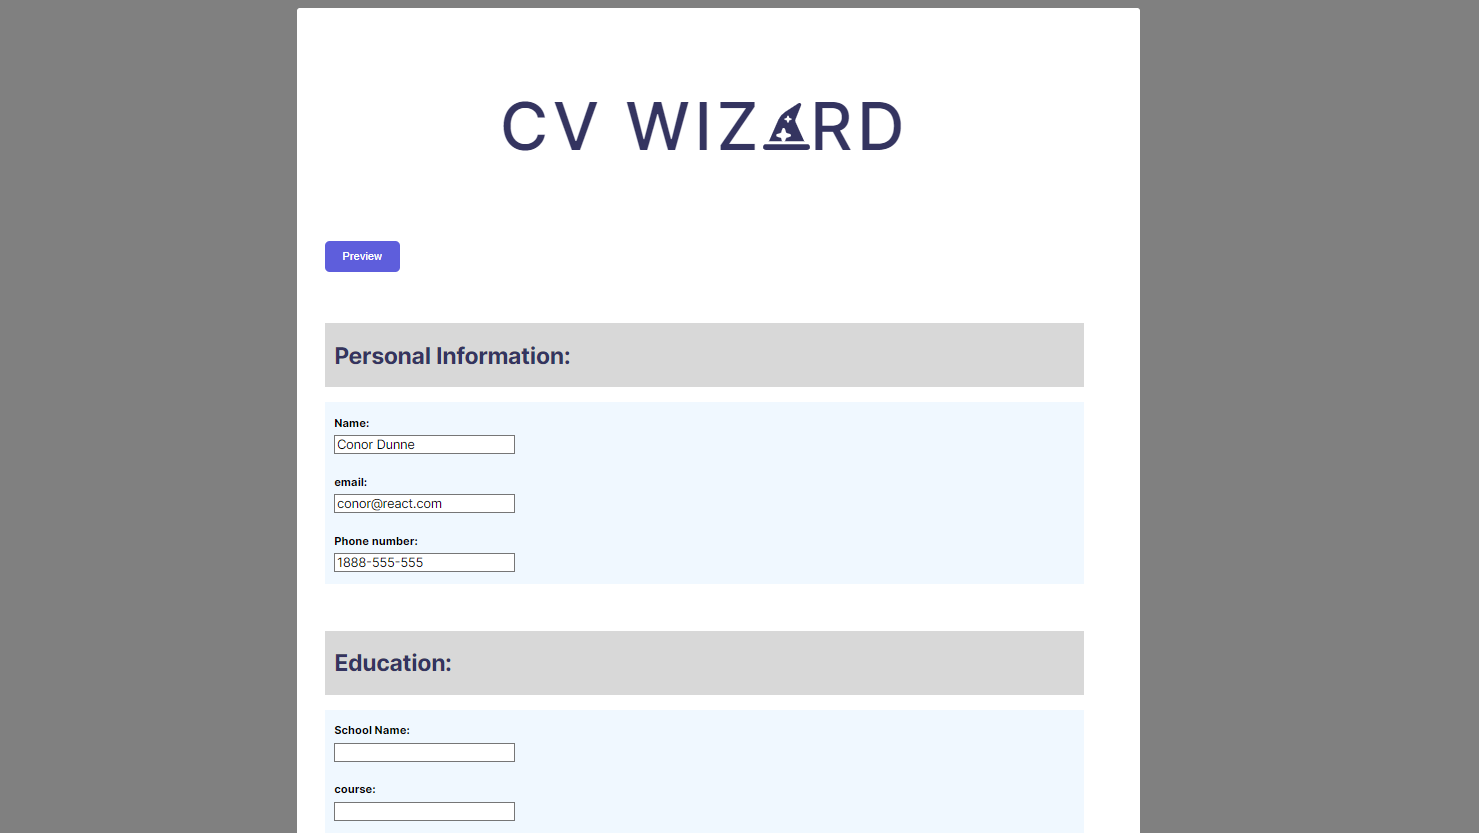 CV WIZARD
Preview
Personal Information:
Name:
Conor Dunne
email:
conor@react.com
Phone number:
1888-555-555
Education:
School Name:
course: